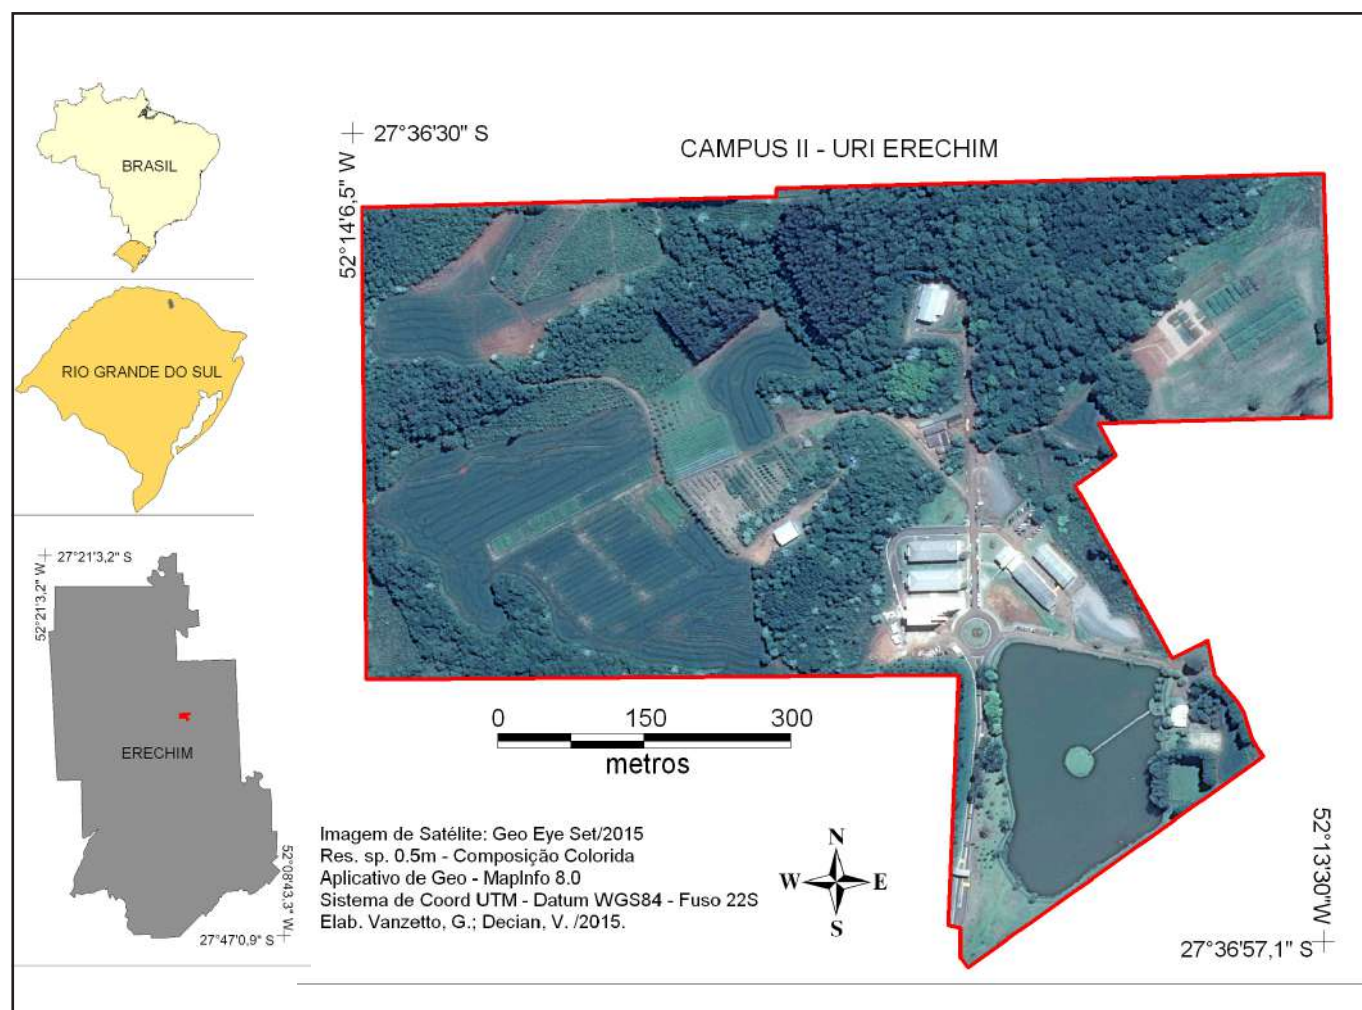 BRASIL
RIO GRANDE DO SUL
27°21'3,2" S
52°21'3,2" W
ERECHIM
52°08'43,3" W
27°47'0,9" S
27°36'30" S
52°14'6,5" W
CAMPUS II - URI ERECHIM
0 150 300
metros
Imagem de Satélite: Geo Eye Set/2015
Res. sp. 0.5m - Composição Colorida
Aplicativo de Geo - MapInfo 8.0
Sistema de Coord UTM - Datum WGS84 - Fuso 22S
Elab. Vanzetto, G.; Decian, V. /2015.
N
W E
S
52°13'30"W
27°36'57,1" S